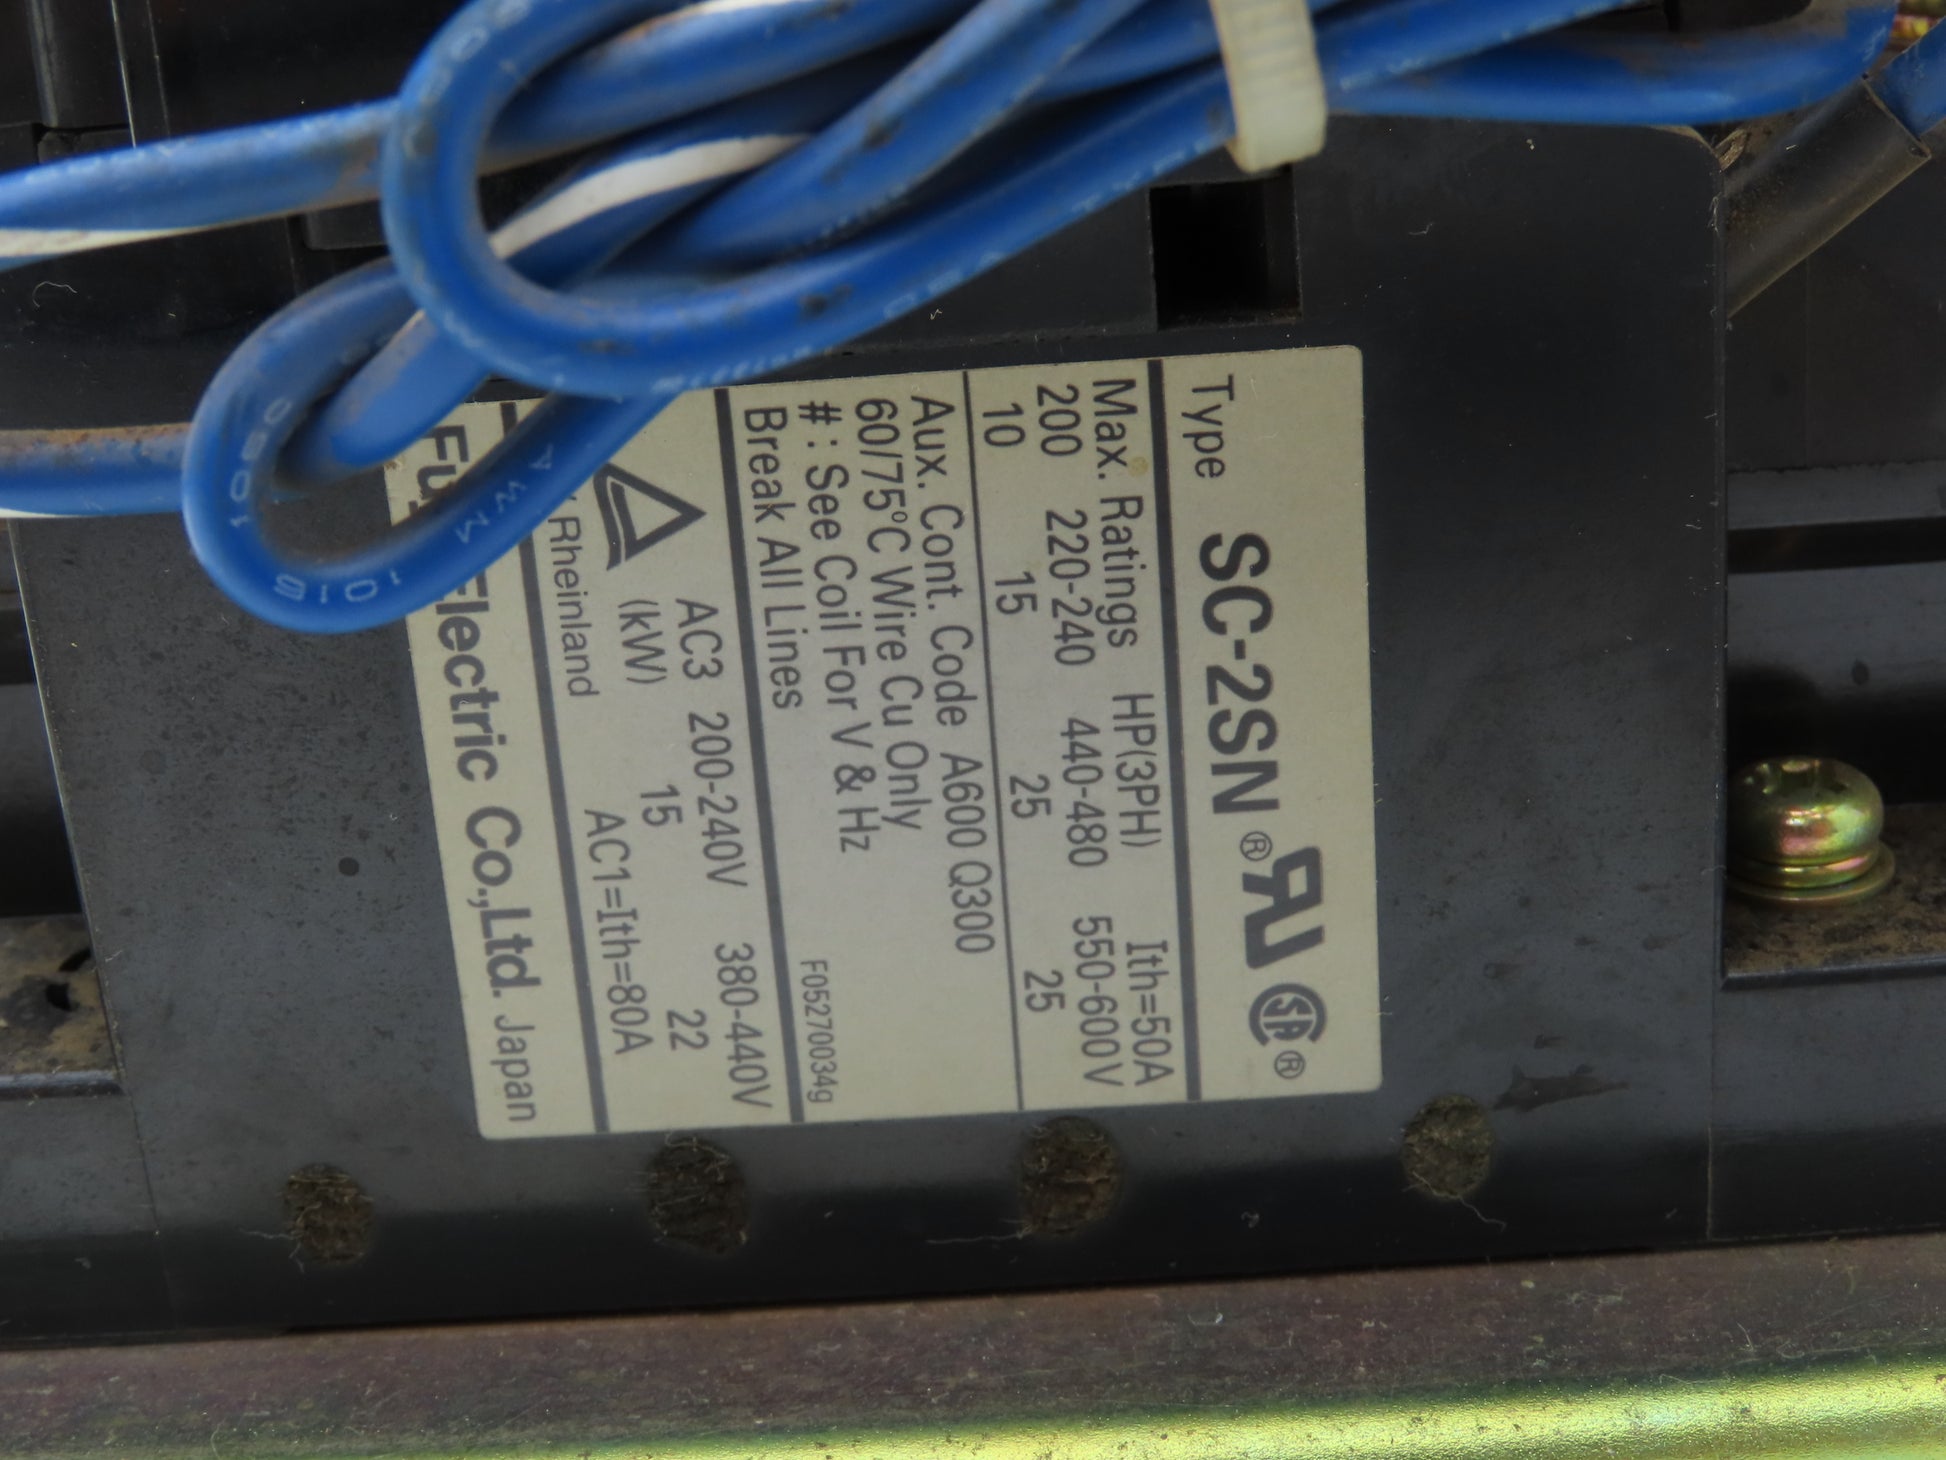 Type SC-2SN
Max. Ratings HP(3PH) Ith=50A
200 220-240 440-480 550-600V
10 15 25 25
Aux. Cont. Code A600 Q300
60/75°C Wire Cu Only
#: See Coil For V & Hz
Break All Lines F052700034g
AC3 200-240V 380-440V
(kW) 15 22
Rheinland AC1=Ith=80A
Electric Co.,Ltd. Japan